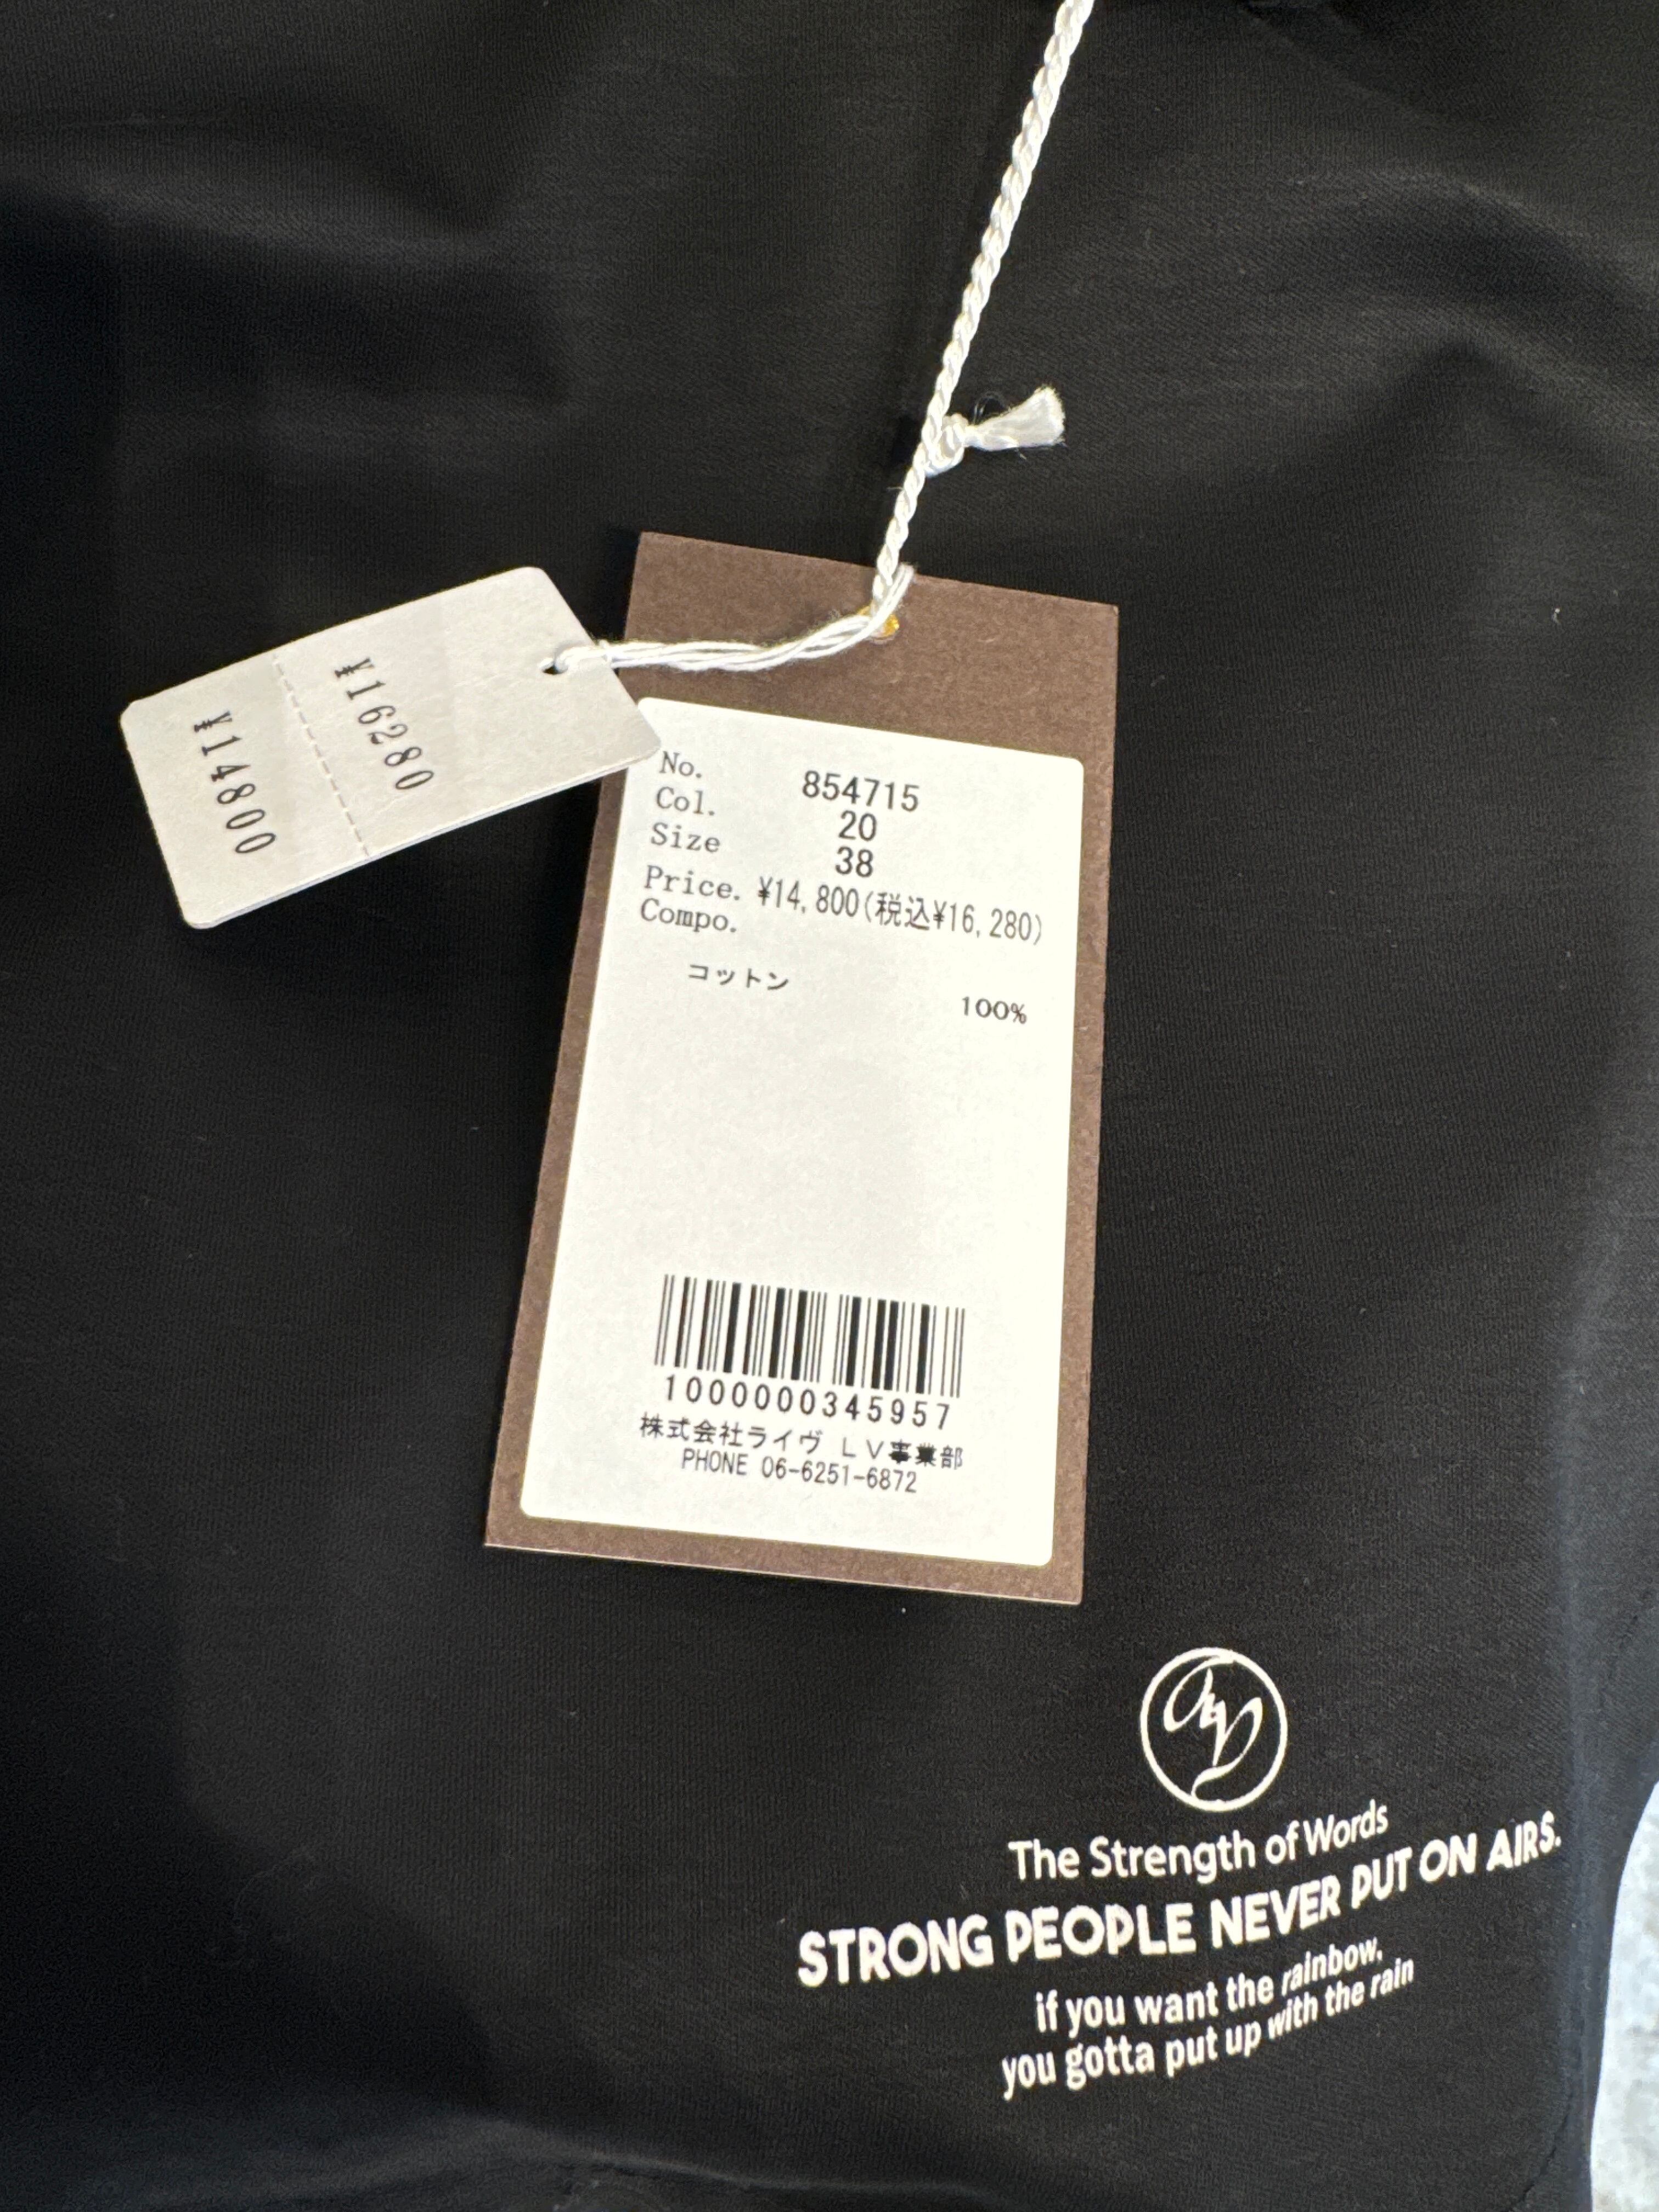 ¥16280
¥14800
No. 854715
Col. 20
Size 38
Price. ¥14,800(税込¥16,280)
Compo.
コットン
100%
1000000345957
株式会社ライヴ ＬＶ事業部
PHONE 06-6251-6872
The Strength of Words
STRONG PEOPLE NEVER PUT ON AIRS.
if you want the rainbow,
you gotta put up with the rain